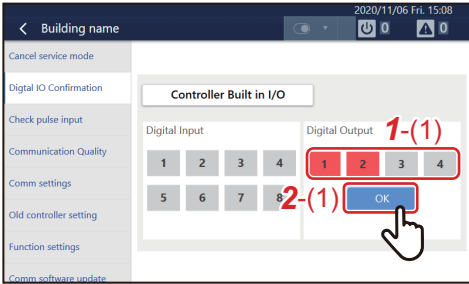 2020/11/06 Fri. 15:08
Building name
0
0
Cancel service mode
Digtal IO Confirmation
Check pulse input
Communication Quality
Comm settings
Old controller setting
Function settings
Comm software update
Controller Built in I/O
Digital Input
1 2 3 4
5 6 7 8
Digital Output
1-(1)
1 2 3 4
2-(1)
OK